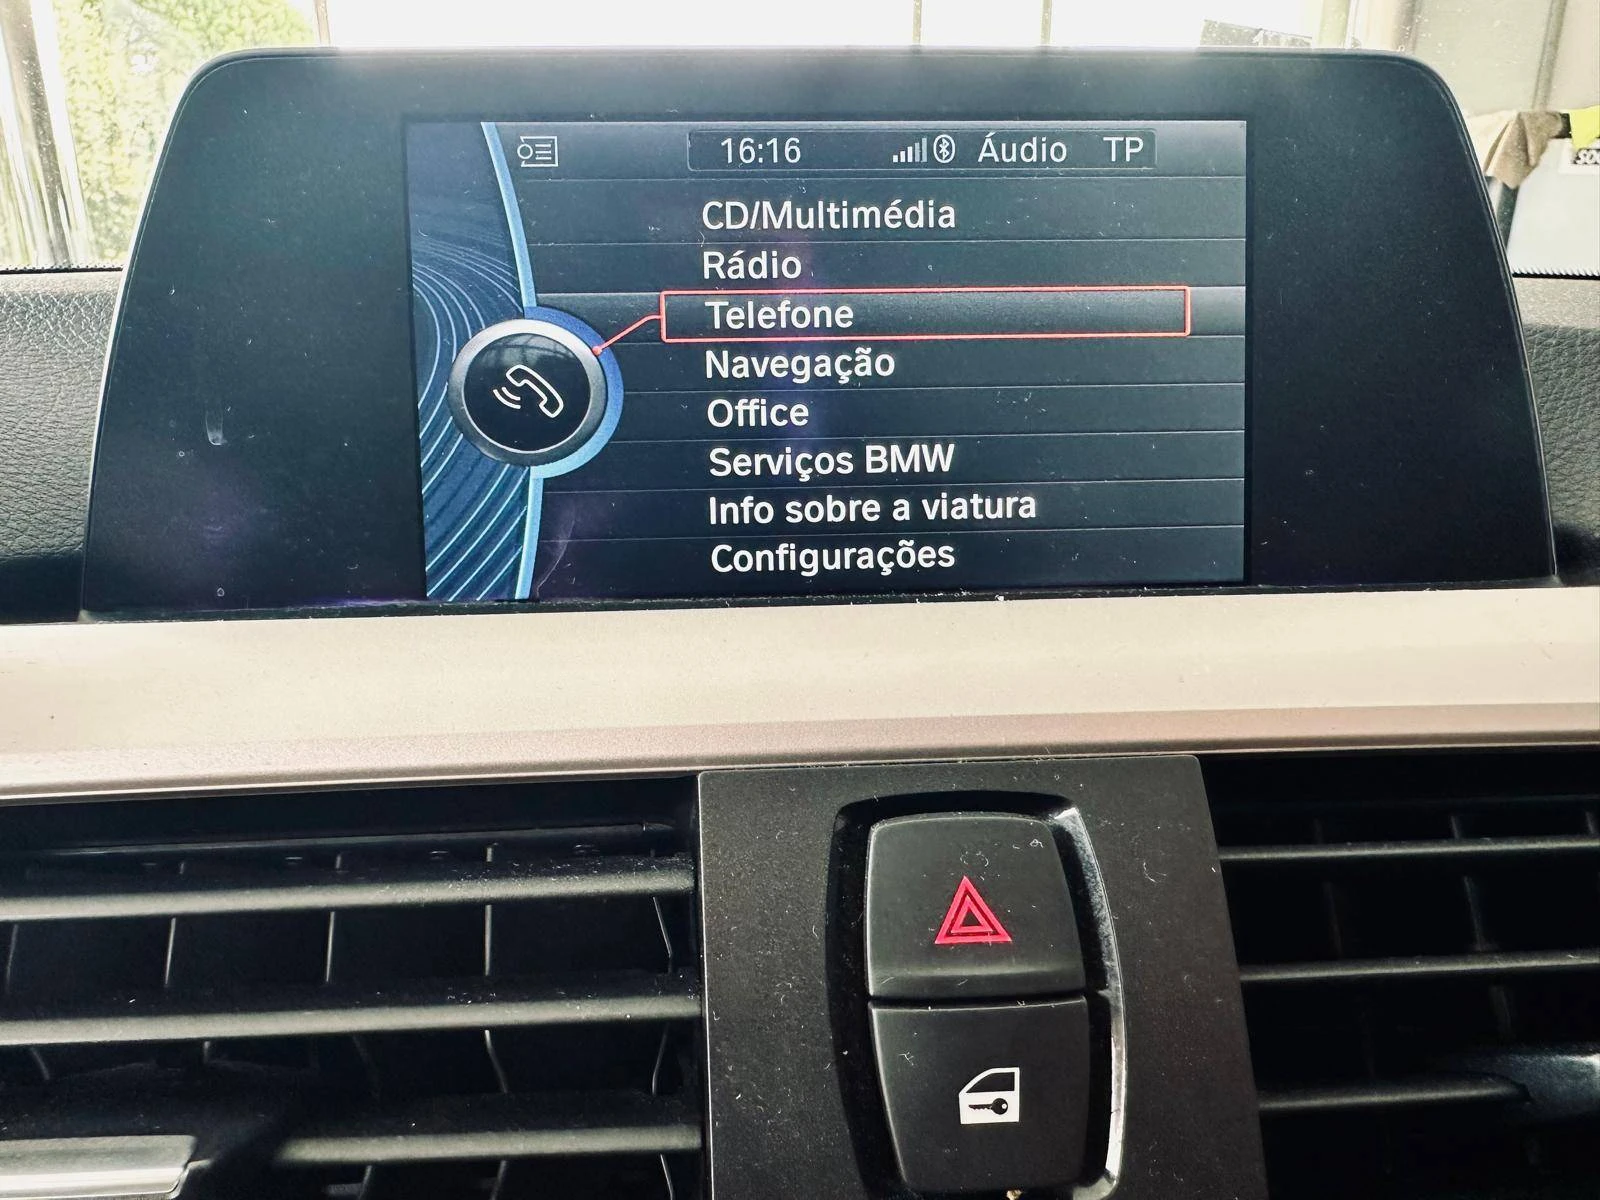 16:16 Áudio TP
CD/Multimédia
Rádio
Telefone
Navegação
Office
Serviços BMW
Info sobre a viatura
Configurações